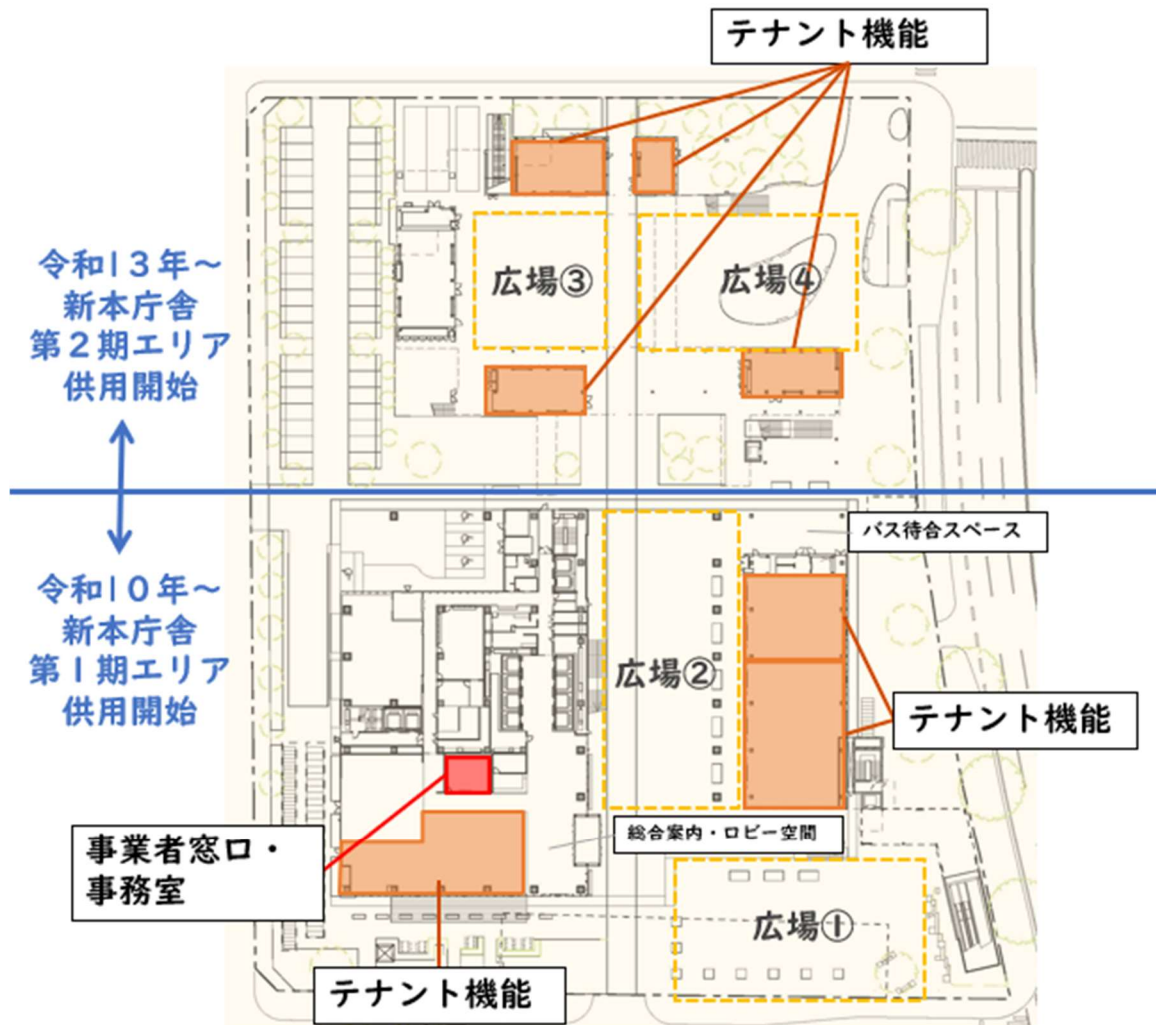 テナント機能
広場③
広場④
令和13年～
新本庁舎
第2期エリア
供用開始
バス待合スペース
令和10年～
新本庁舎
第1期エリア
供用開始
広場②
テナント機能
総合案内・ロビー空間
事業者窓口・
事務室
広場①
テナント機能